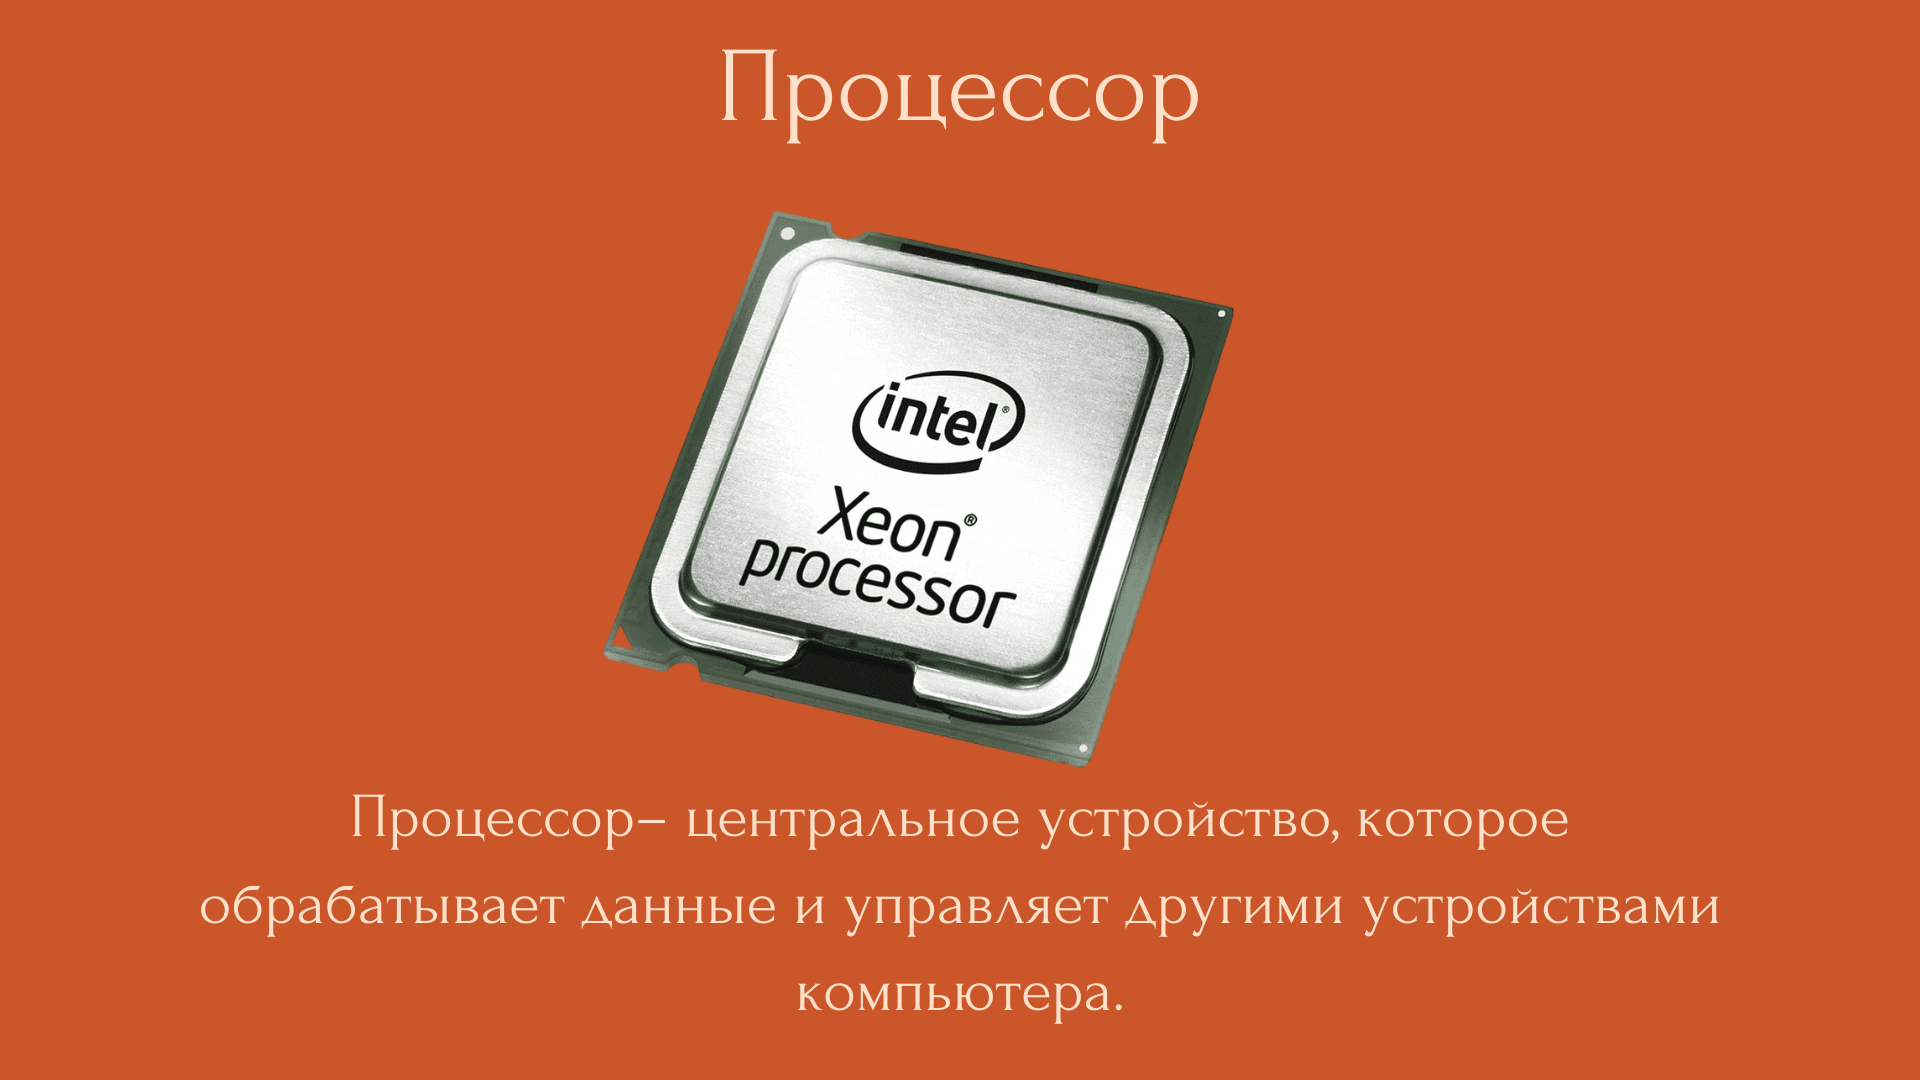 Процессор
intel®
Xeon®
processor
Процессор– центральное устройство, которое
обрабатывает данные и управляет другими устройствами
компьютера.